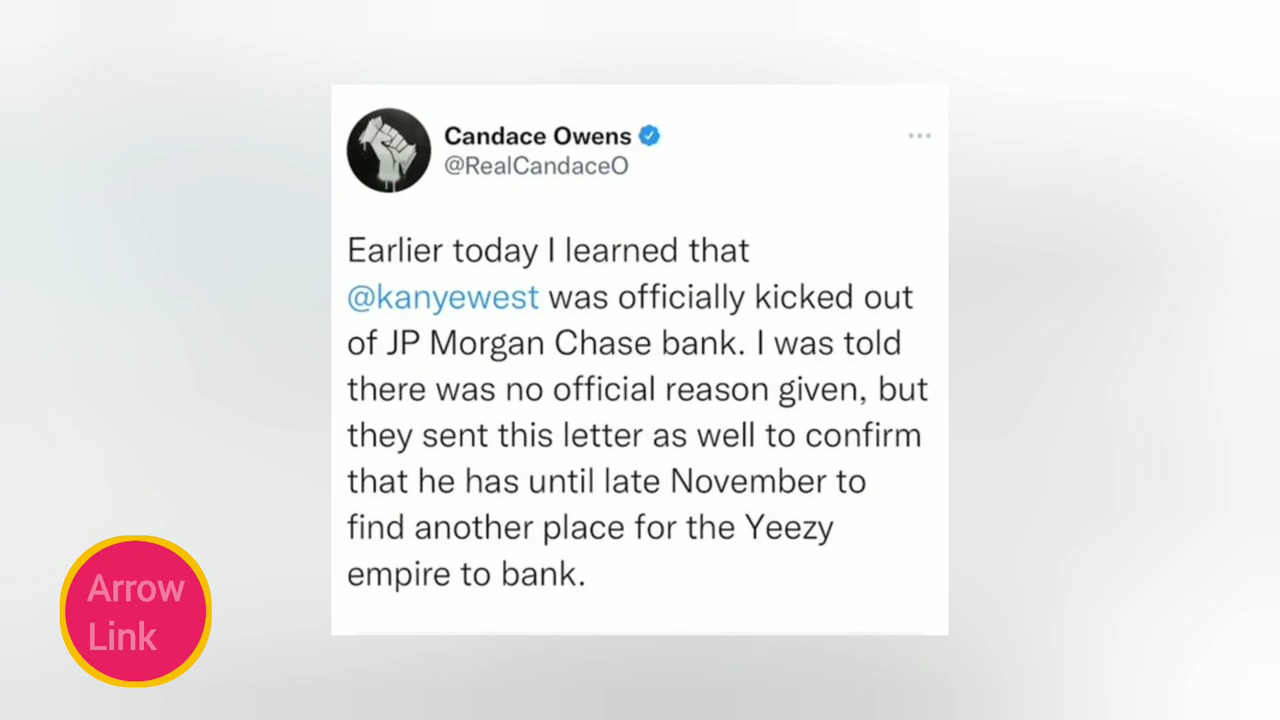 Candace Owens
@RealCandaceO
Earlier today I learned that
@kanyewest was officially kicked out
of JP Morgan Chase bank. I was told
there was no official reason given, but
they sent this letter as well to confirm
that he has until late November to
find another place for the Yeezy
empire to bank.
Arrow
Link